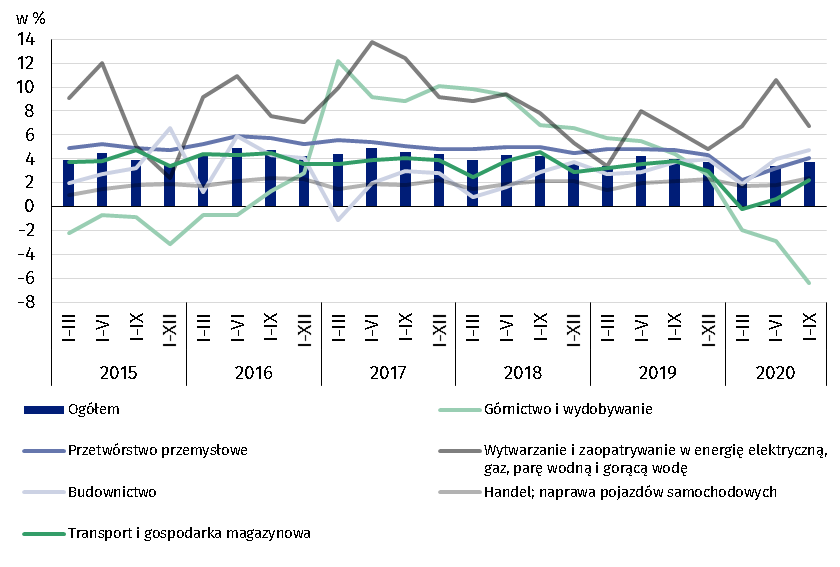 w %
14
12
10
8
6
4
2
0
-2
-4
-6
-8
I-III I-VI I-IX I-XII I-III I-VI I-IX I-XII I-III I-VI I-IX I-XII I-III I-VI I-IX I-XII I-III I-VI I-IX I-XII I-III I-VI I-IX
2015 2016 2017 2018 2019 2020
Ogółem
Górnictwo i wydobywanie
Przetwórstwo przemysłowe
Wytwarzanie i zaopatrywanie w energię elektryczną,
gaz, parę wodną i gorącą wodę
Budownictwo
Handel; naprawa pojazdów samochodowych
Transport i gospodarka magazynowa